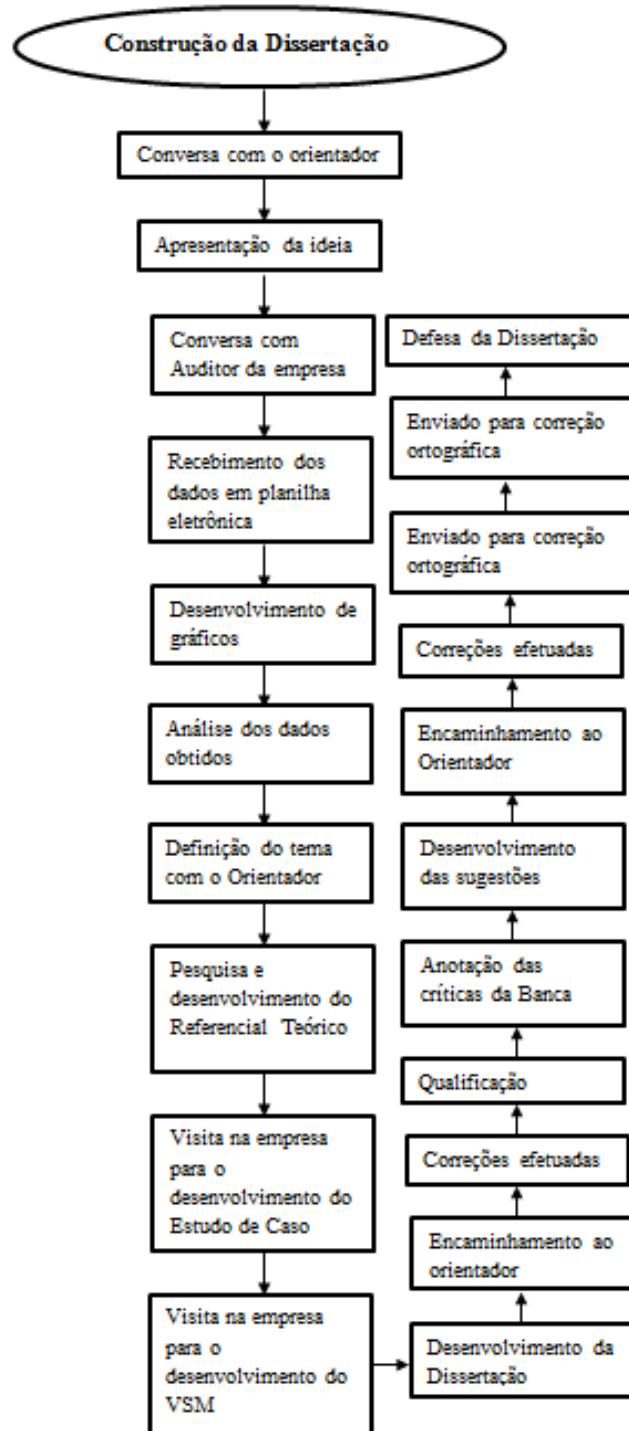 Construção da Dissertação
Conversa com o orientador
Apresentação da ideia
Conversa com
Auditor da empresa
Recebimento dos
dados em planilha
eletrônica
Desenvolvimento de
gráficos
Análise dos dados
obtidos
Definição do tema
com o Orientador
Pesquisa e
desenvolvimento do
Referencial Teórico
Visita na empresa
para o
desenvolvimento do
Estudo de Caso
Visita na empresa
para o
desenvolvimento do
VSM
Desenvolvimento da
Dissertação
Encaminhamento ao
orientador
Correções efetuadas
Qualificação
Anotação das
críticas da Banca
Desenvolvimento
das sugestões
Encaminhamento ao
Orientador
Correções efetuadas
Enviado para correção
ortográfica
Enviado para correção
ortográfica
Defesa da Dissertação